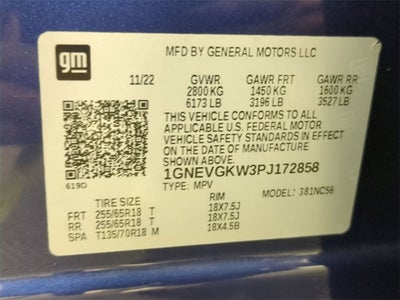 gm
MFD BY GENERAL MOTORS LLC
11/22 GVWR GAWR FRT GAWR RR
2800 KG 1450 KG 1600 KG
6173 LB 3196 LB 3527 LB
THIS VEHICLE CONFORMS TO ALL
APPLICABLE U.S. FEDERAL MOTOR
VEHICLE SAFETY STANDARDS IN EFFECT
ON THE DATE OF MANUFACTURE
SHOWN ABOVE.
1GNEVGKW3PJ172858
619D
TYPE: MPV MODEL: 381NC56
TIRE SIZE RIM
FRT 255/65R18 T 18X7.5J
RR 255/65R18 T 18X7.5J
SPA T135/70R18 M 18X4.5B